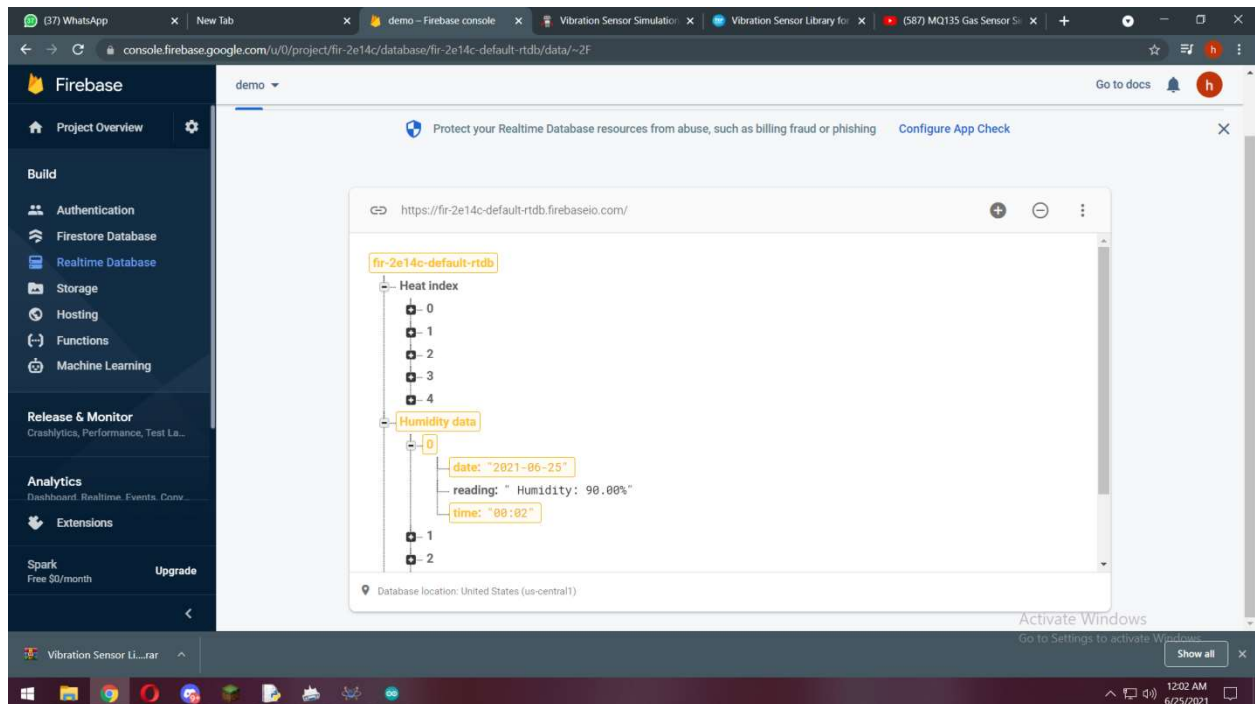 (37) WhatsApp
New Tab
demo – Firebase console
Vibration Sensor Simulation
Vibration Sensor Library for
(587) MQ135 Gas Sensor Si
console.firebase.google.com/u/0/project/fir-2e14c/database/fir-2e14c-default-rtdb/data/~2F
h
Firebase
demo
Go to docs
h
Project Overview
Protect your Realtime Database resources from abuse, such as billing fraud or phishing Configure App Check
Build
Authentication
Firestore Database
Realtime Database
Storage
Hosting
Functions
Machine Learning
Release & Monitor
Crashlytics, Performance, Test La...
Analytics
Dashboard, Realtime, Events, Conv...
Extensions
Spark
Free $0/month
Upgrade
https://fir-2e14c-default-rtdb.firebaseio.com/
fir-2e14c-default-rtdb
Heat index
0
1
2
3
4
Humidity data
0
date: "2021-06-25"
reading: " Humidity: 90.00%"
time: "00:02"
1
2
Database location: United States (us-central1)
Activate Windows
Go to Settings to activate Windows.
Vibration Sensor Li....rar
Show all
12:02 AM
6/25/2021